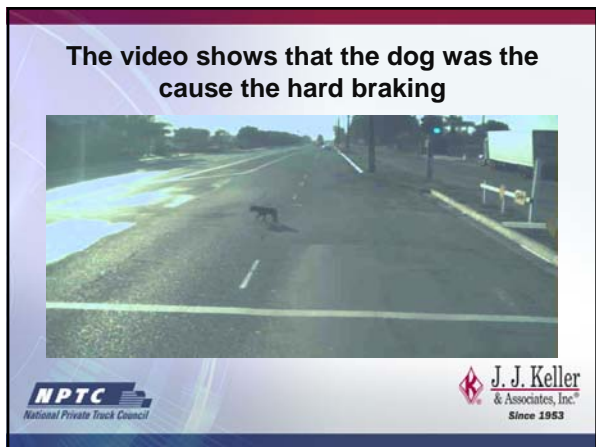 The video shows that the dog was the
cause the hard braking
NPTC
National Private Truck Council
J. J. Keller
& Associates, Inc.®
Since 1953